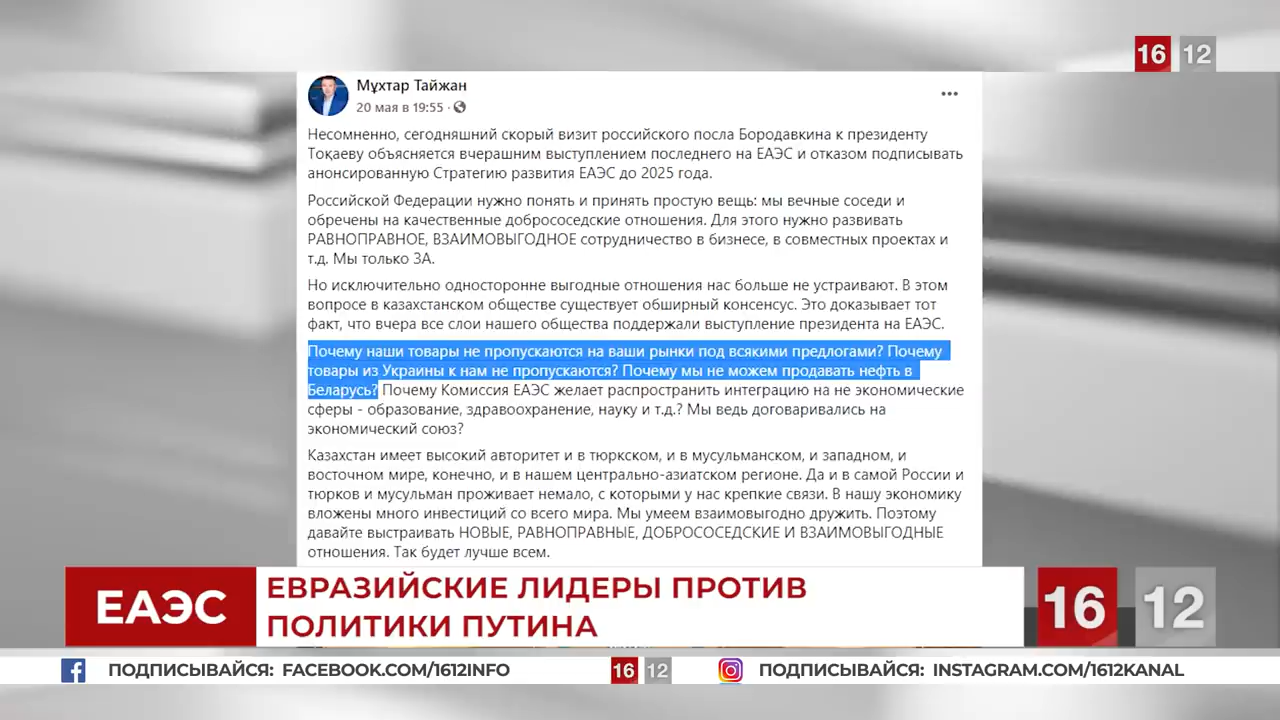 16 12
Мұхтар Тайжан
20 мая в 19:55 ·
Несомненно, сегодняшний скорый визит российского посла Бородавкина к президенту
Тоқаеву объясняется вчерашним выступлением последнего на ЕАЭС и отказом подписывать
анонсированную Стратегию развития ЕАЭС до 2025 года.
Российской Федерации нужно понять и принять простую вещь: мы вечные соседи и
обречены на качественные добрососедские отношения. Для этого нужно развивать
РАВНОПРАВНОЕ, ВЗАИМОВЫГОДНОЕ сотрудничество в бизнесе, в совместных проектах и
т.д. Мы только ЗА.
Но исключительно односторонне выгодные отношения нас больше не устраивают. В этом
вопросе в казахстанском обществе существует обширный консенсус. Это доказывает тот
факт, что вчера все слои нашего общества поддержали выступление президента на ЕАЭС.
Почему наши товары не пропускаются на ваши рынки под всякими предлогами? Почему
товары из Украины к нам не пропускаются? Почему мы не можем продавать нефть в
Беларусь? Почему Комиссия ЕАЭС желает распространить интеграцию на не экономические
сферы - образование, здравоохранение, науку и т.д.? Мы ведь договаривались на
экономический союз?
Казахстан имеет высокий авторитет и в тюркском, и в мусульманском, и западном, и
восточном мире, конечно, и в нашем центрально-азиатском регионе. Да и в самой России и
тюрков и мусульман проживает немало, с которыми у нас крепкие связи. В нашу экономику
вложены много инвестиций со всего мира. Мы умеем взаимовыгодно дружить. Поэтому
давайте выстраивать НОВЫЕ, РАВНОПРАВНЫЕ, ДОБРОСОСЕДСКИЕ И ВЗАИМОВЫГОДНЫЕ
отношения. Так будет лучше всем.
ЕАЭС
ЕВРАЗИЙСКИЕ ЛИДЕРЫ ПРОТИВ
ПОЛИТИКИ ПУТИНА
16 12
ПОДПИСЫВАЙСЯ: FACEBOOK.COM/1612INFO
16 12
ПОДПИСЫВАЙСЯ: INSTAGRAM.COM/1612KANAL